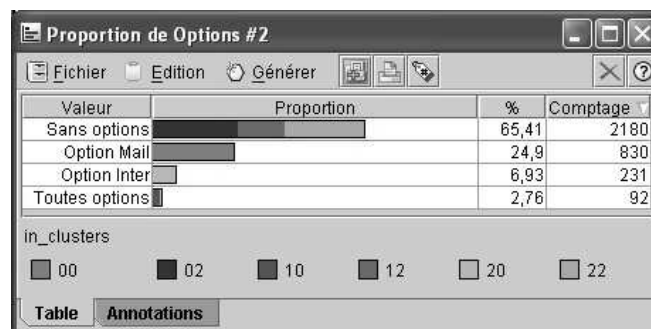 Proportion de Options #2
Fichier Edition Générer
Valeur Proportion % Comptage
Sans options 65,41 2180
Option Mail 24,9 830
Option Inter 6,93 231
Toutes options 2,76 92
in_clusters
00 02 10 12 20 22
Table Annotations